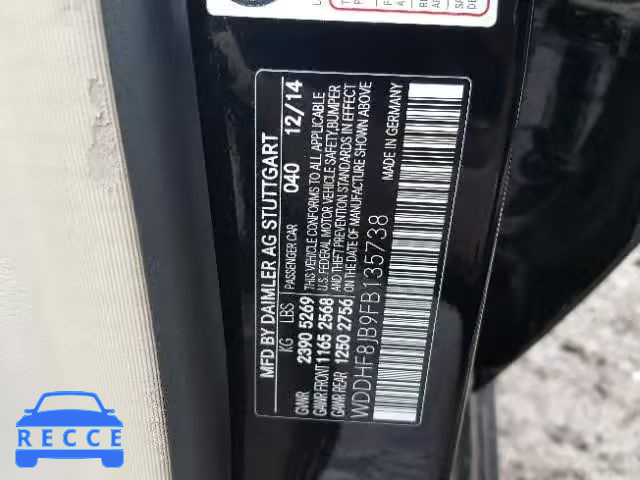 MFD BY DAIMLER AG STUTTGART
KG LBS PASSENGER CAR 040 12/14
GVWR 2390 5269 THIS VEHICLE CONFORMS TO ALL APPLICABLE
GAWR FRONT 1165 2568 U.S. FEDERAL MOTOR VEHICLE SAFETY, BUMPER
GAWR REAR 1250 2756 AND THEFT PREVENTION STANDARDS IN EFFECT
ON THE DATE OF MANUFACTURE SHOWN ABOVE
WDDHF8JB9FB135738 MADE IN GERMANY
RECCE